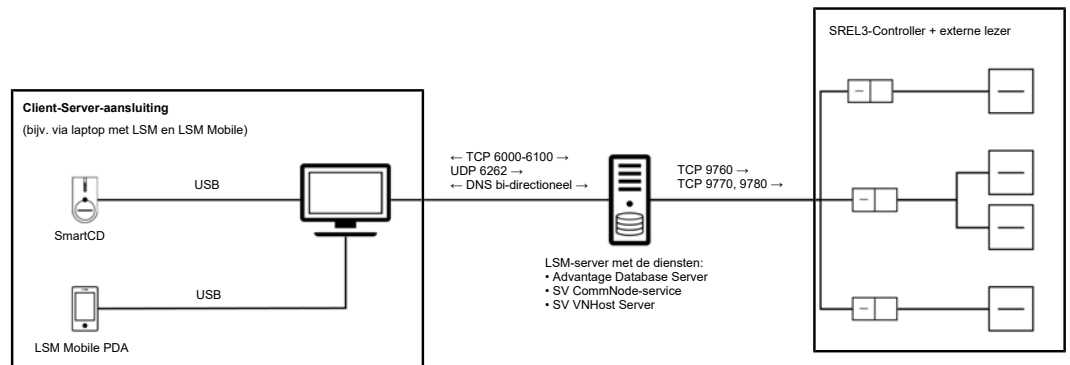 SREL3-Controller + externe lezer
Client-Server-aansluiting
(bijv. via laptop met LSM en LSM Mobile)
USB
SmartCD
USB
LSM Mobile PDA
← TCP 6000-6100 →
UDP 6262 →
← DNS bi-directioneel →
TCP 9760 →
TCP 9770, 9780 →
LSM-server met de diensten:
• Advantage Database Server
• SV CommNode-service
• SV VNHost Server